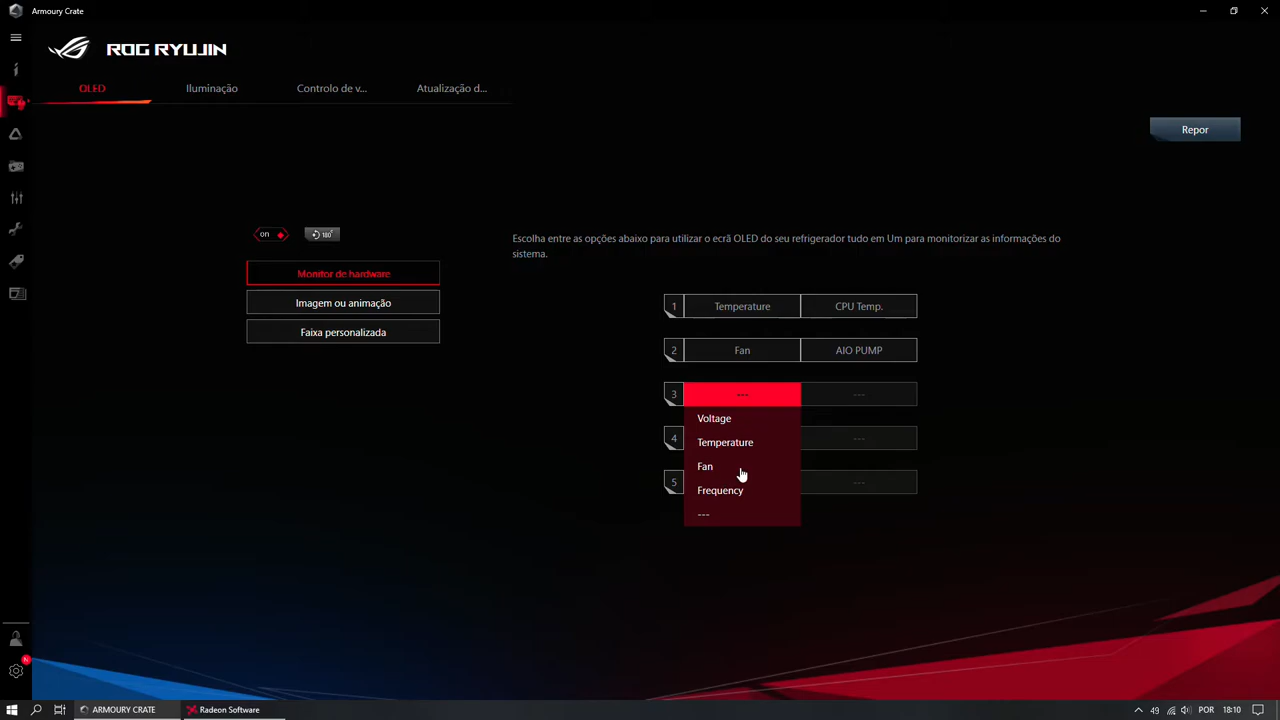 Armoury Crate
ROG RYUJIN
OLED
Iluminação
Controlo de v...
Atualização d...
Repor
on
180°
Escolha entre as opções abaixo para utilizar o ecrã OLED do seu refrigerador tudo em Um para monitorizar as informações do
sistema.
Monitor de hardware
Imagem ou animação
Faixa personalizada
1 Temperature CPU Temp.
2 Fan AIO PUMP
3 --- ---
Voltage
4 ---
Temperature
Fan
5 ---
Frequency
---
N
ARMOURY CRATE
Radeon Software
49
POR
18:10